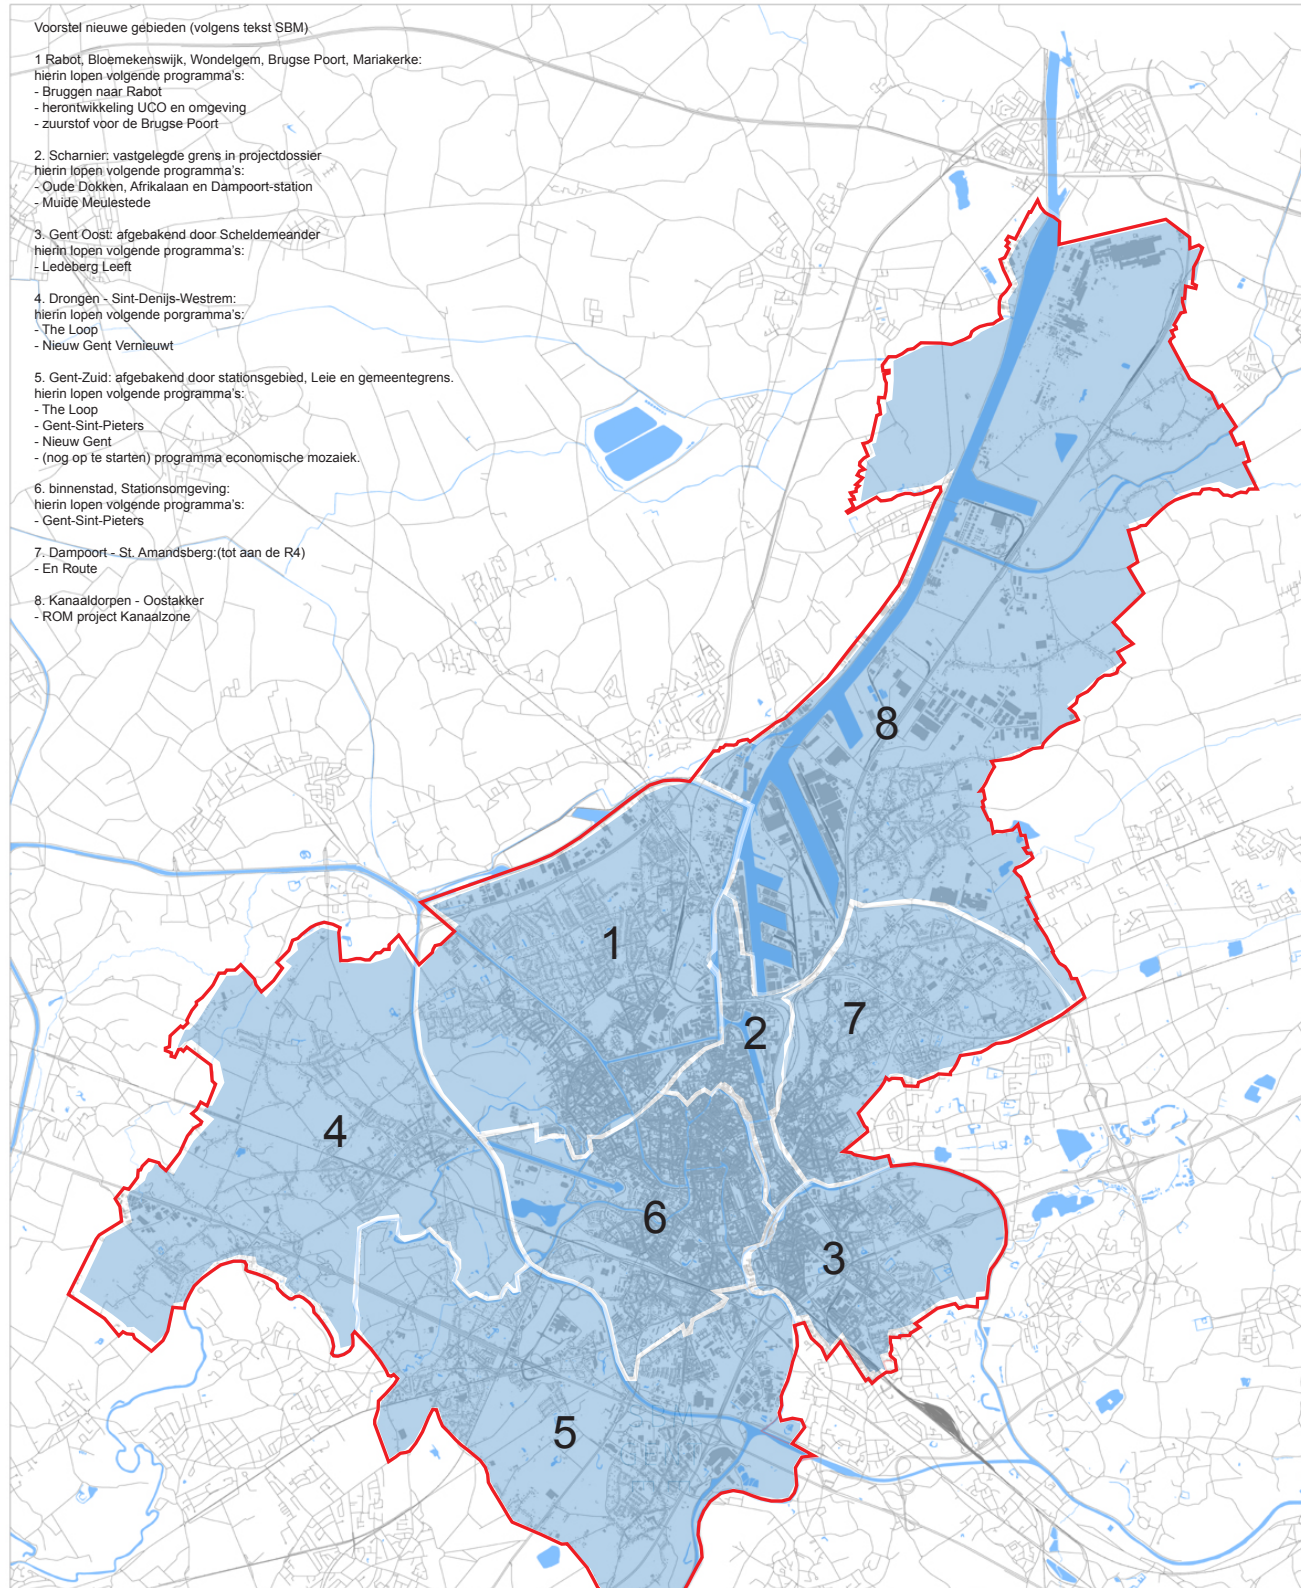 Voorstel nieuwe gebieden (volgens tekst SBM)
1 Rabot, Bloemekenswijk, Wondelgem, Brugse Poort, Mariakerke:
hierin lopen volgende programma's:
- Bruggen naar Rabot
- herontwikkeling UCO en omgeving
- zuurstof voor de Brugse Poort
2. Scharnier: vastgelegde grens in projectdossier
hierin lopen volgende programma's:
- Oude Dokken, Afrikalaan en Dampoort-station
- Muide Meulestede
3. Gent Oost: afgebakend door Scheldemeander
hierin lopen volgende programma's:
- Ledeberg Leeft
4. Drongen - Sint-Denijs-Westrem:
hierin lopen volgende porgramma's:
- The Loop
- Nieuw Gent Vernieuwt
5. Gent-Zuid: afgebakend door stationsgebied, Leie en gemeentegrens.
hierin lopen volgende programma's:
- The Loop
- Gent-Sint-Pieters
- Nieuw Gent
- (nog op te starten) programma economische mozaiek.
6. binnenstad, Stationsomgeving:
hierin lopen volgende programma's:
- Gent-Sint-Pieters
7. Dampoort - St. Amandsberg:(tot aan de R4)
- En Route
8. Kanaaldorpen - Oostakker
- ROM project Kanaalzone
8
1
2
7
4
6
3
5